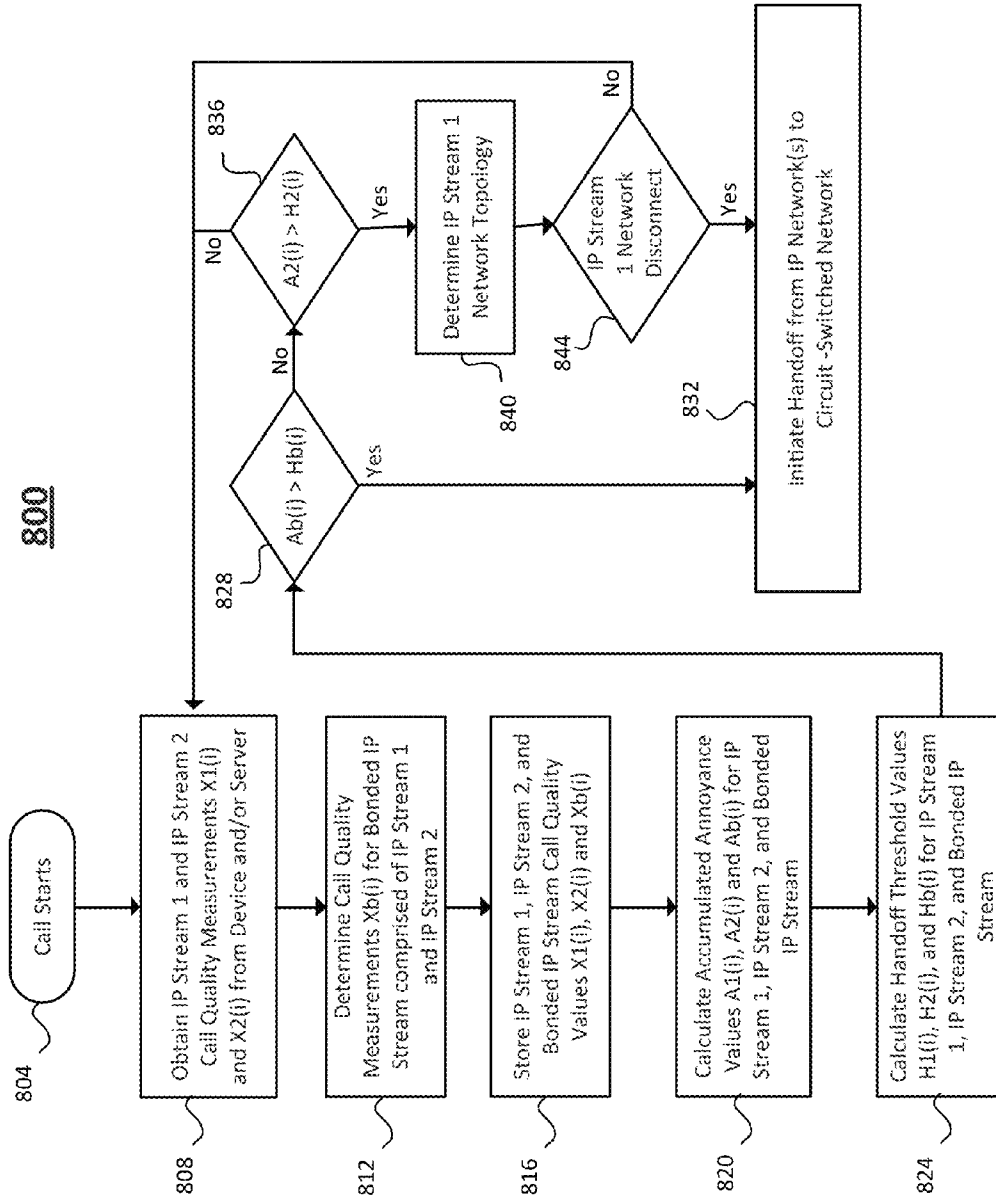 800
804
Call Starts
808
Obtain IP Stream 1 and IP Stream 2
Call Quality Measurements X1(i)
and X2(i) from Device and/or Server
812
Determine Call Quality
Measurements Xb(i) for Bonded IP
Stream comprised of IP Stream 1
and IP Stream 2
816
Store IP Stream 1, IP Stream 2, and
Bonded IP Stream Call Quality
Values X1(i), X2(i) and Xb(i)
820
Calculate Accumulated Annoyance
Values A1(i), A2(i) and Ab(i) for IP
Stream 1, IP Stream 2, and Bonded
IP Stream
824
Calculate Handoff Threshold Values
H1(i), H2(i), and Hb(i) for IP Stream
1, IP Stream 2, and Bonded IP
Stream
828
Ab(i) > Hb(i)
No
Yes
836
A2(i) > H2(i)
No
Yes
840
Determine IP Stream 1
Network Topology
844
IP Stream
1 Network
Disconnect
No
Yes
832
Initiate Handoff from IP Network(s) to
Circuit -Switched Network